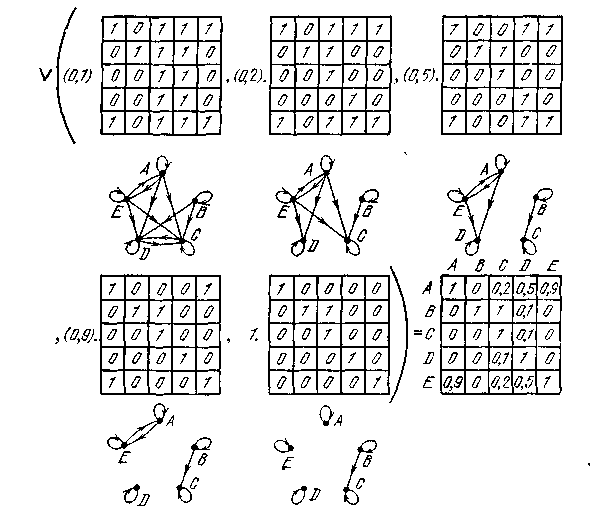 1 0 1 1 1 1 0 1 1 1 1 0 0 1 1
0 1 1 1 0 0 1 1 0 0 0 1 1 0 0
V ( (0,1) 0 0 1 1 0 , (0,2). 0 0 1 0 0 , (0,5). 0 0 1 0 0
0 0 1 1 0 0 0 0 1 0 0 0 0 1 0
1 0 1 1 1 1 0 1 1 1 1 0 0 1 1
A A A
E B E B E B
D C D C D C
A B C D E
1 0 0 0 1 1 0 0 0 0 A 1 0 0,2 0,5 0,9
0 1 1 0 0 0 1 1 0 0 B 0 1 1 0,1 0
, (0,9). 0 0 1 0 0 , 1. 0 0 1 0 0 ) = C 0 0 1 0,1 0
0 0 0 1 0 0 0 0 1 0 D 0 0 0,1 1 0
1 0 0 0 1 0 0 0 0 1 E 0,9 0 0,2 0,5 1
A A
E B E B
D C D C